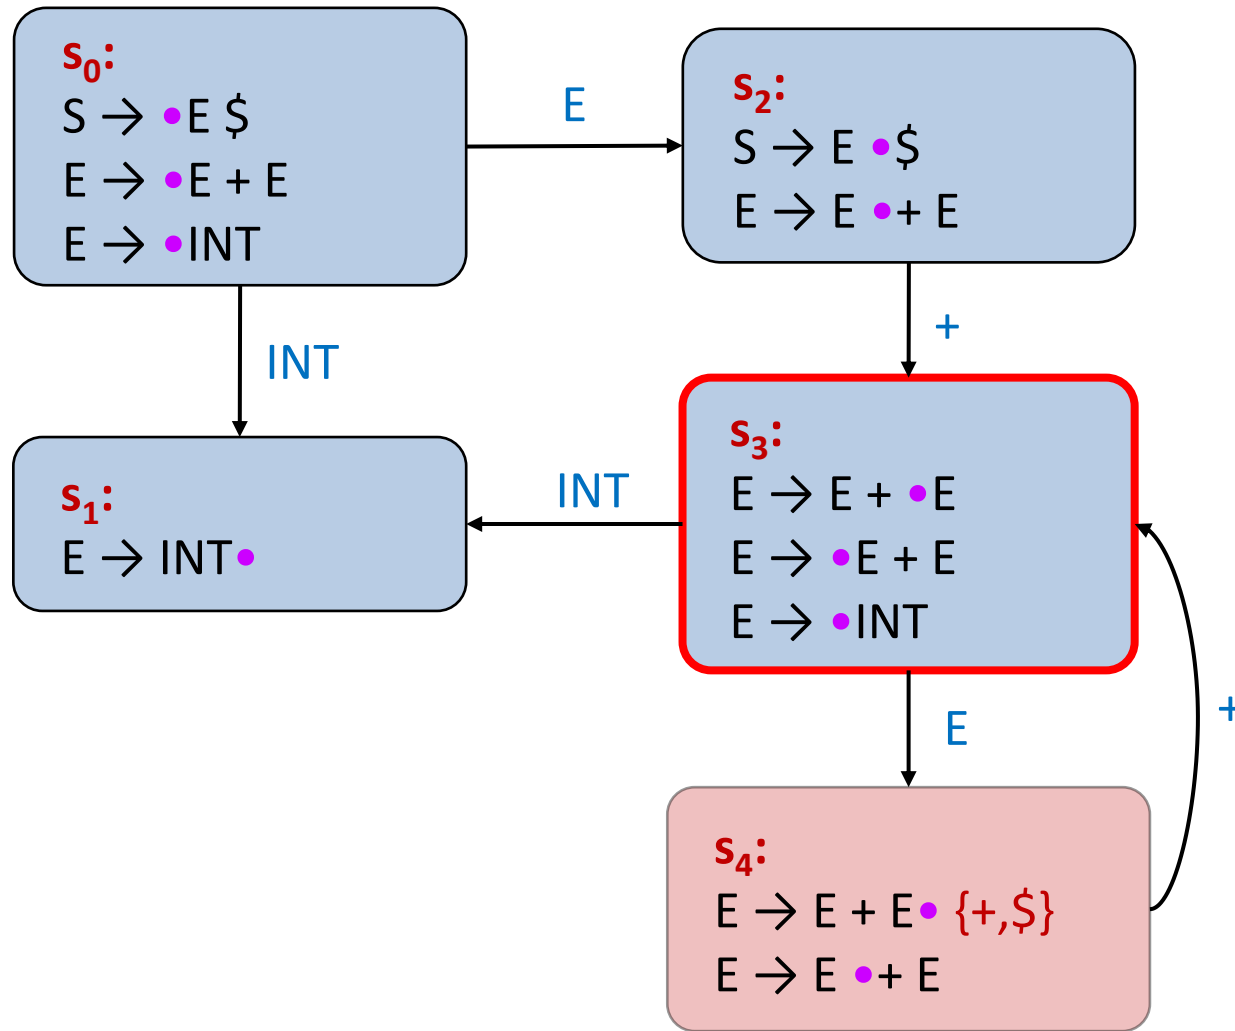 s₀:
S → •E $
E → •E + E
E → •INT
E
s₂:
S → E •$
E → E •+ E
INT
+
s₁:
E → INT•
INT
s₃:
E → E + •E
E → •E + E
E → •INT
E
+
s₄:
E → E + E• {+,$}
E → E •+ E